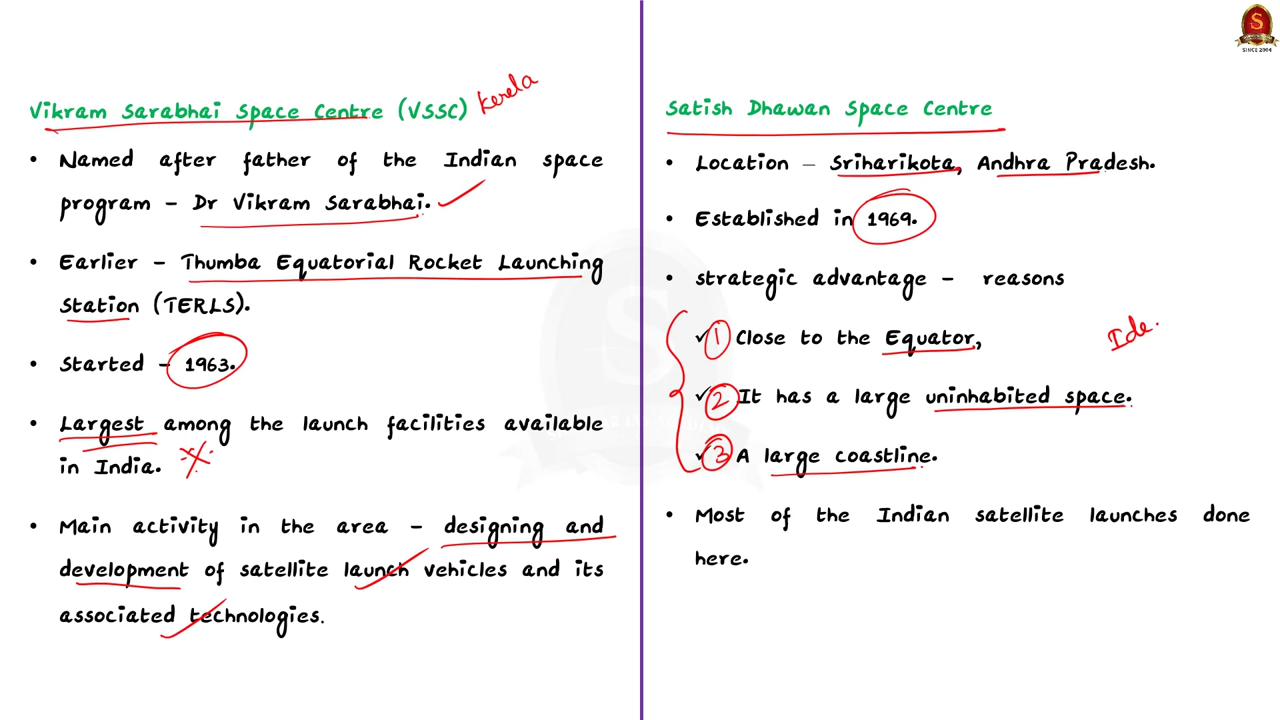 Vikram Sarabhai Space Centre (VSSC) Kerela
• Named after father of the Indian space
program – Dr Vikram Sarabhai.
• Earlier – Thumba Equatorial Rocket Launching
Station (TERLS).
• Started – 1963.
• Largest among the launch facilities available
in India.
• Main activity in the area – designing and
development of satellite launch vehicles and its
associated technologies.
Satish Dhawan Space Centre
• Location – Sriharikota, Andhra Pradesh.
• Established in 1969.
• strategic advantage – reasons
✓ 1 Close to the Equator,
Ide.
✓ 2 It has a large uninhabited space.
✓ 3 A large coastline.
• Most of the Indian satellite launches done
here.
S
SINCE 2004